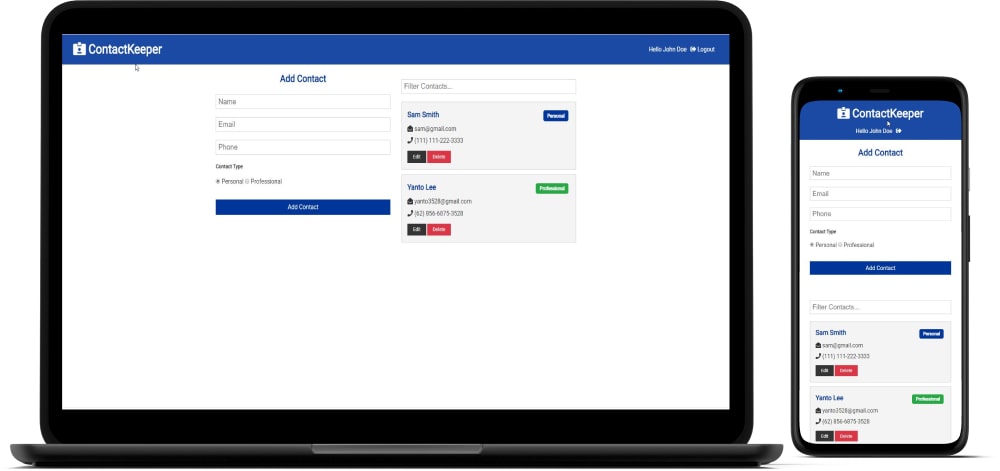 ContactKeeper
Hello John Doe Logout
Add Contact
Name
Email
Phone
Contact Type
Personal Professional
Add Contact
Filter Contacts...
Sam Smith Personal
sam@gmail.com
(111) 111-222-3333
Edit Delete
Yanto Lee Professional
yanto3528@gmail.com
(62) 856-6875-3528
Edit Delete
ContactKeeper
Hello John Doe
Add Contact
Name
Email
Phone
Contact Type
Personal Professional
Add Contact
Filter Contacts...
Sam Smith Personal
sam@gmail.com
(111) 111-222-3333
Edit Delete
Yanto Lee Professional
yanto3528@gmail.com
(62) 856-6875-3528
Edit Delete